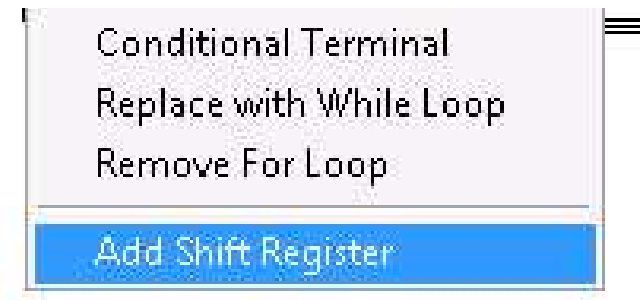 Conditional Terminal
Replace with While Loop
Remove For Loop
Add Shift Register